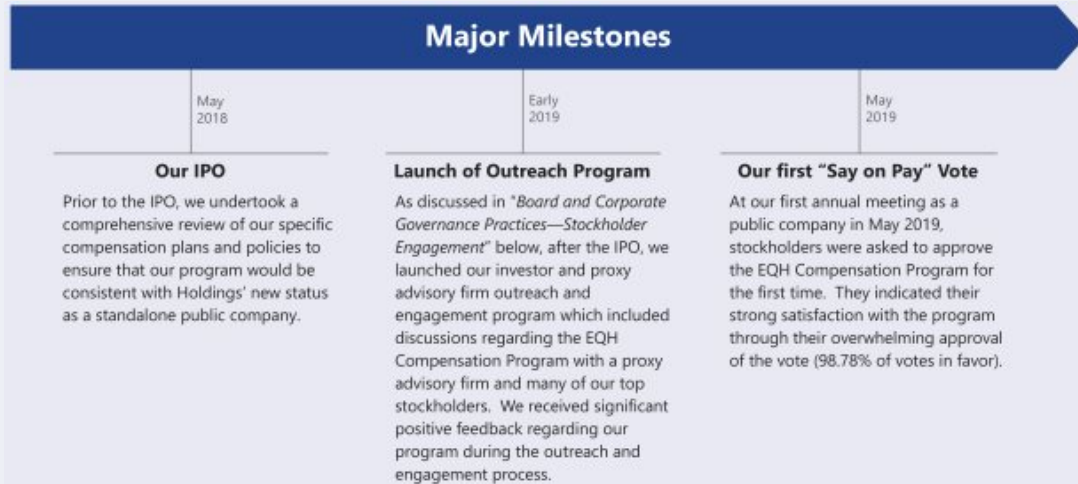 Major Milestones
May
2018
Our IPO
Prior to the IPO, we undertook a
comprehensive review of our specific
compensation plans and policies to
ensure that our program would be
consistent with Holdings' new status
as a standalone public company.
Early
2019
Launch of Outreach Program
As discussed in "Board and Corporate
Governance Practices—Stockholder
Engagement" below, after the IPO, we
launched our investor and proxy
advisory firm outreach and
engagement program which included
discussions regarding the EQH
Compensation Program with a proxy
advisory firm and many of our top
stockholders.  We received significant
positive feedback regarding our
program during the outreach and
engagement process.
May
2019
Our first "Say on Pay" Vote
At our first annual meeting as a
public company in May 2019,
stockholders were asked to approve
the EQH Compensation Program for
the first time.  They indicated their
strong satisfaction with the program
through their overwhelming approval
of the vote (98.78% of votes in favor).